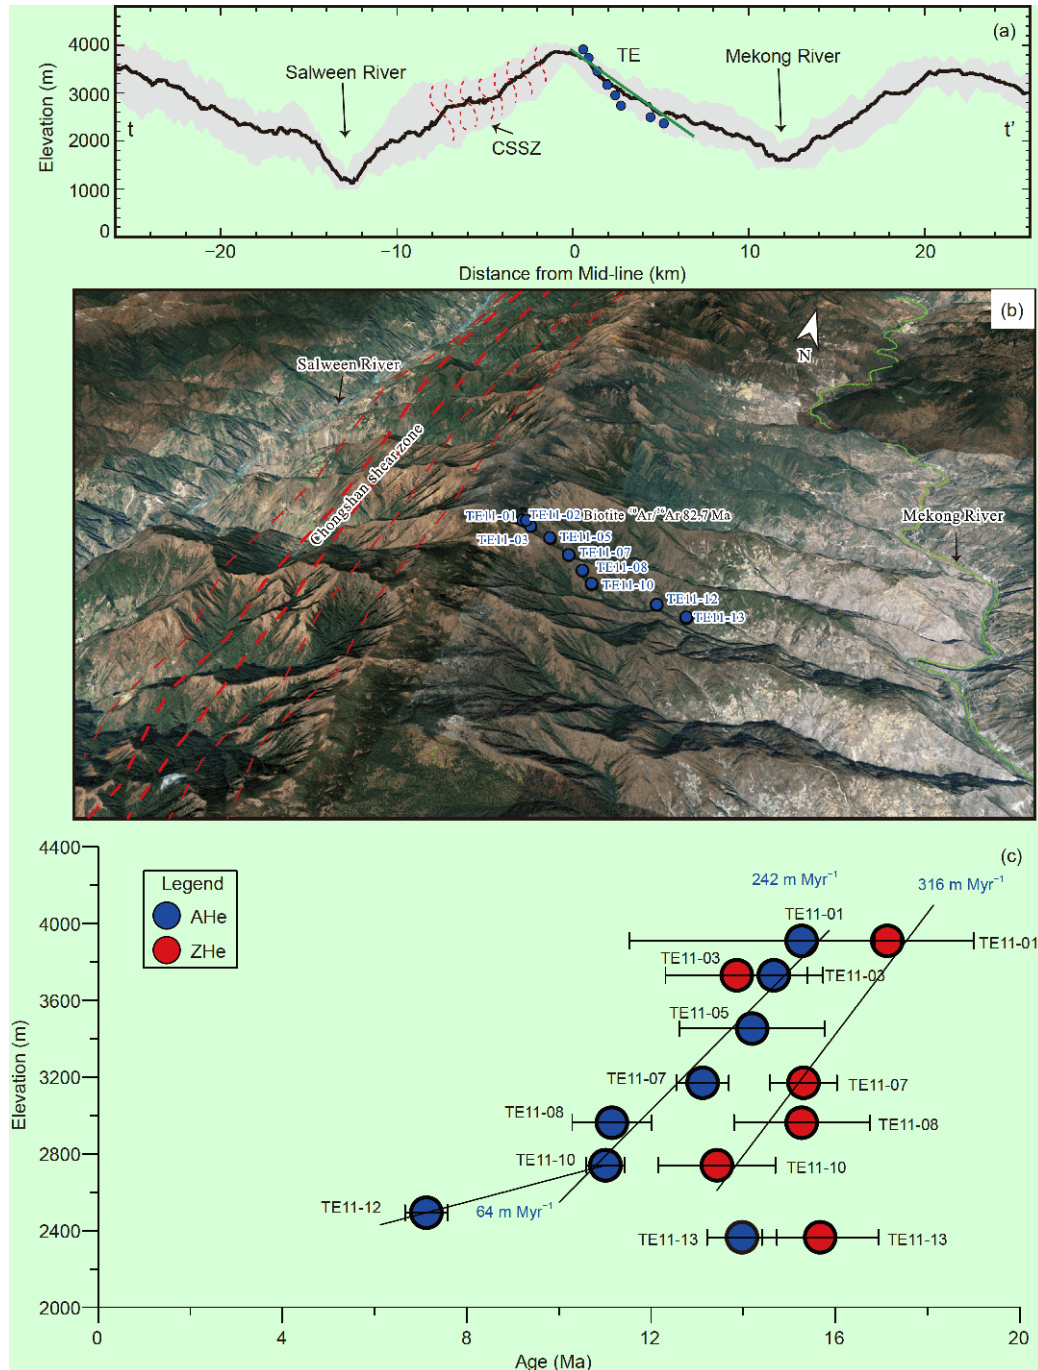 (a)
4000
3000
2000
1000
0
Elevation (m)
Salween River
TE
Mekong River
CSSZ
t
t'
−20
−10
0
10
20
Distance from Mid-line (km)
(b)
N
Salween River
Chongshan shear zone
TE11-01
TE11-02 Biotite ⁴⁰Ar/³⁹Ar 82.7 Ma
TE11-03
TE11-05
TE11-07
TE11-08
TE11-10
TE11-12
TE11-13
Mekong River
(c)
4400
4000
3600
3200
2800
2400
2000
Elevation (m)
Legend
AHe
ZHe
242 m Myr⁻¹
316 m Myr⁻¹
TE11-01
TE11-01
TE11-03
TE11-03
TE11-05
TE11-07
TE11-07
TE11-08
TE11-08
TE11-10
TE11-10
TE11-12
64 m Myr⁻¹
TE11-13
TE11-13
0
4
8
12
16
20
Age (Ma)